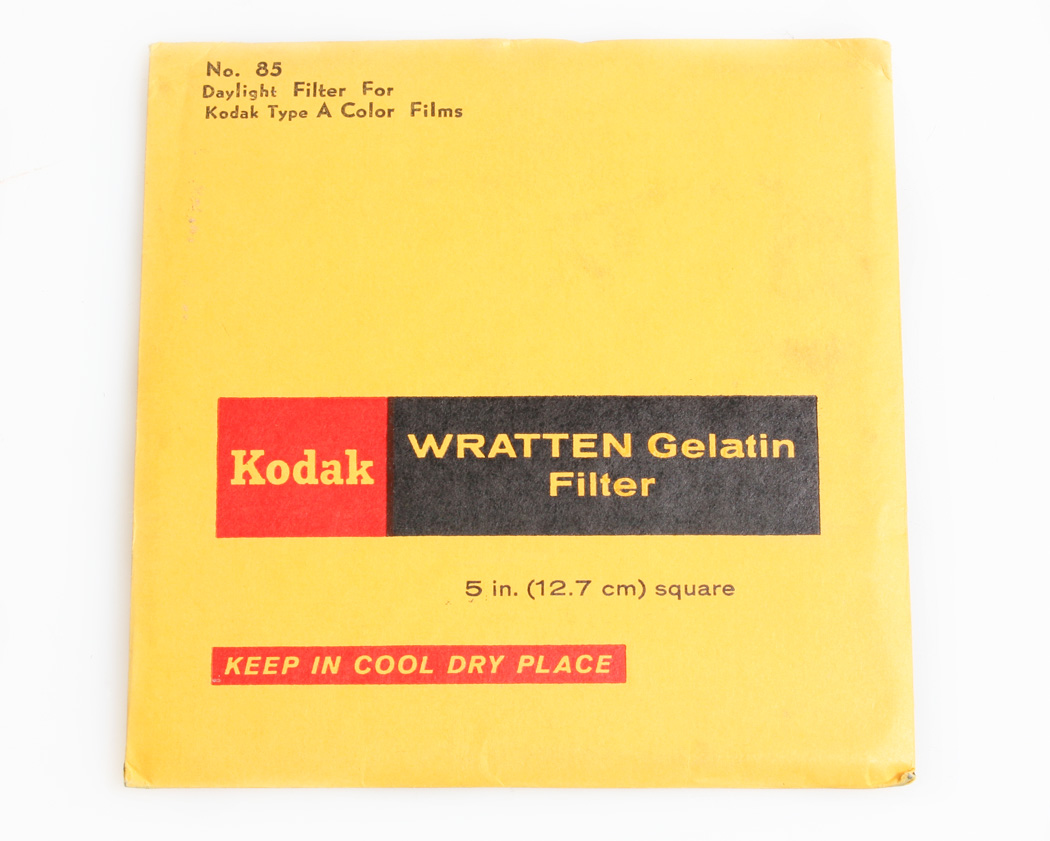 No. 85
Daylight Filter For
Kodak Type A Color Films
Kodak
WRATTEN Gelatin
Filter
5 in. (12.7 cm) square
KEEP IN COOL DRY PLACE